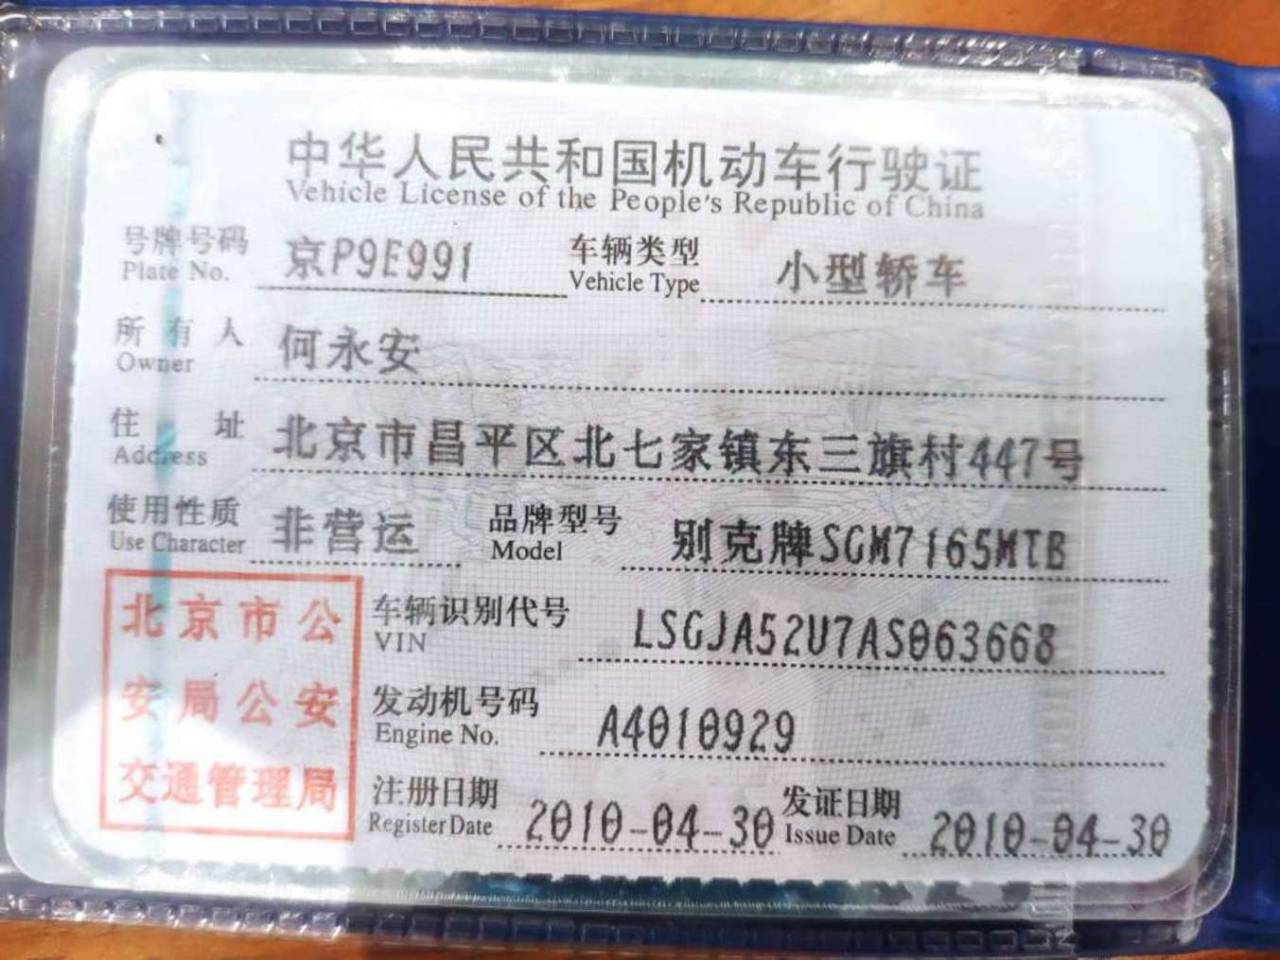 中华人民共和国机动车行驶证
Vehicle License of the People's Republic of China
号牌号码 京P9E991 车辆类型 小型轿车
Plate No. Vehicle Type
所有人 何永安
Owner
住址 北京市昌平区北七家镇东三旗村447号
Address
使用性质 非营运 品牌型号 别克牌SGM7165MTB
Use Character Model
北京市公
安局公安
交通管理局
车辆识别代号 LSGJA52U7AS063668
VIN
发动机号码 A4010929
Engine No.
注册日期 2010-04-30 发证日期 2010-04-30
Register Date Issue Date